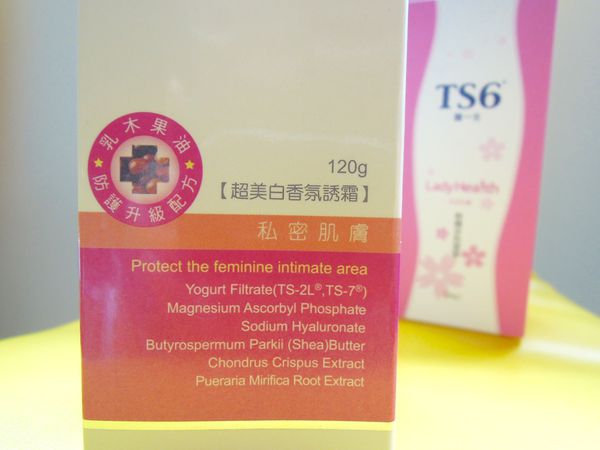 乳木果油
防護升級配方
120g
【超美白香氛誘霜】
私密肌膚
Protect the feminine intimate area
Yogurt Filtrate(TS-2L®,TS-7®)
Magnesium Ascorbyl Phosphate
Sodium Hyaluronate
Butyrospermum Parkii (Shea)Butter
Chondrus Crispus Extract
Pueraria Mirifica Root Extract
TS6®
LadyHealth